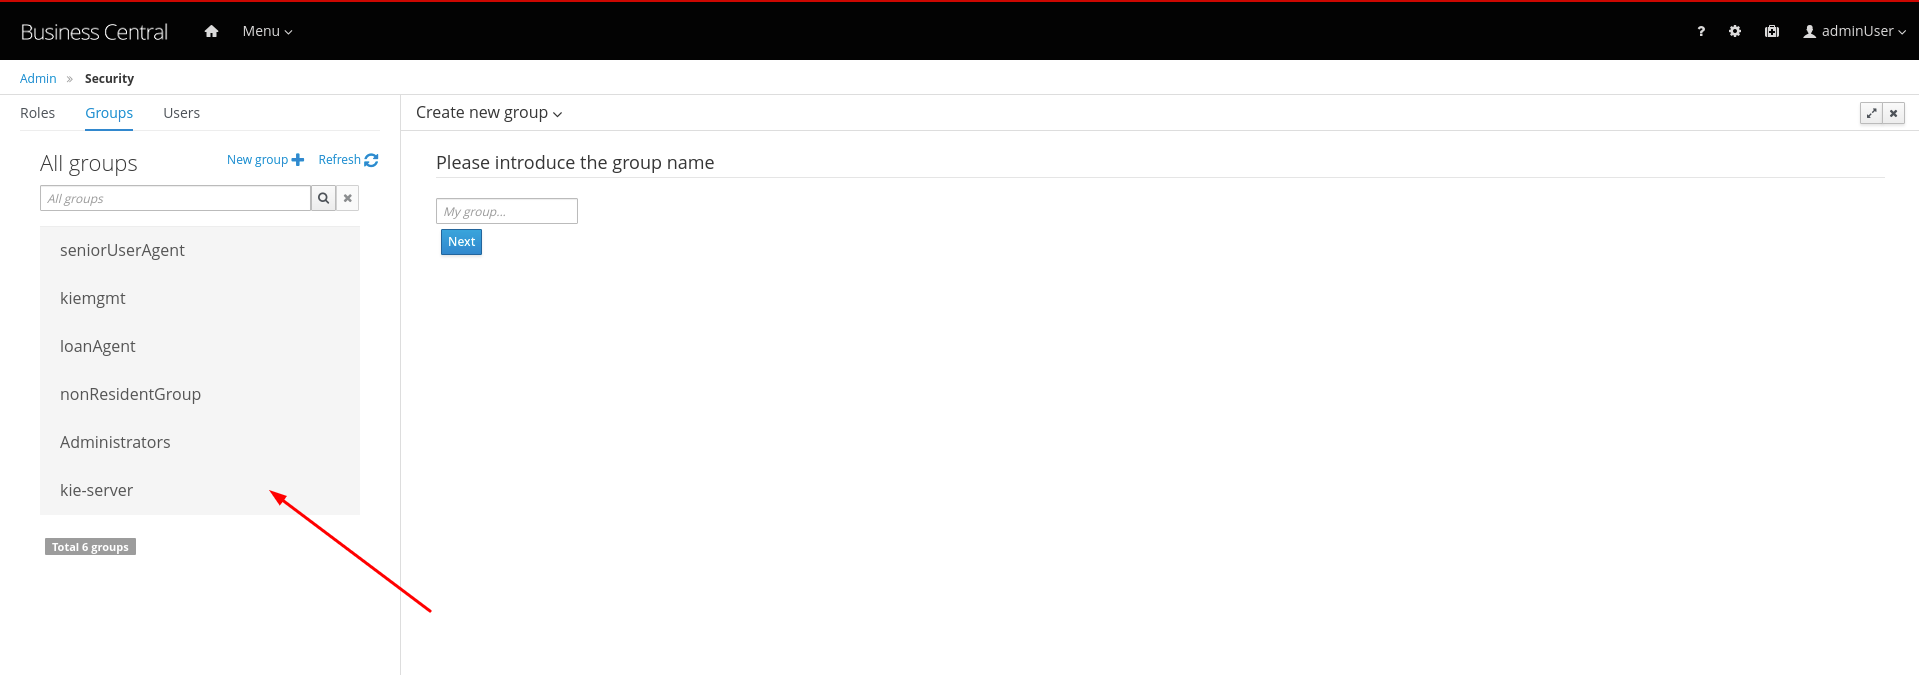 Business Central Menu ? adminUser
Admin » Security
Roles Groups Users
All groups New group Refresh
All groups
seniorUserAgent
kiemgmt
loanAgent
nonResidentGroup
Administrators
kie-server
Total 6 groups
Create new group
Please introduce the group name
My group...
Next